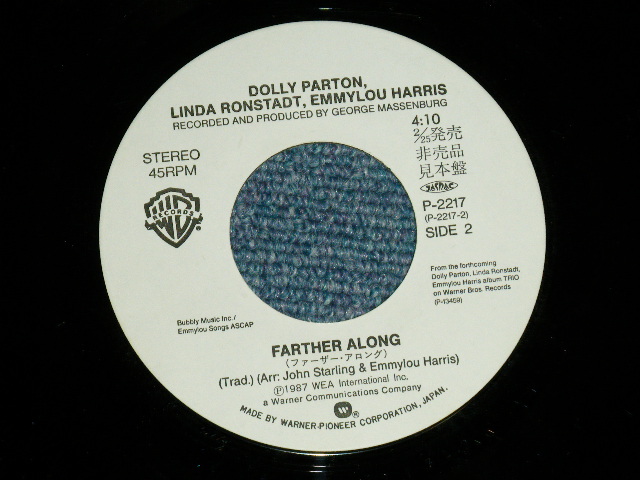 DOLLY PARTON,
LINDA RONSTADT, EMMYLOU HARRIS
RECORDED AND PRODUCED BY GEORGE MASSENBURG
STEREO
45RPM
4:10
2/25発売
非売品
見本盤
JASRAC
P-2217
(P-2217-2)
SIDE 2
WB
RECORDS
®
From the forthcoming
Dolly Parton, Linda Ronstadt,
Emmylou Harris album TRIO
on Warner Bros. Records
(P-13459)
Bubbly Music Inc./
Emmylou Songs ASCAP
FARTHER ALONG
(ファーザー・アロング)
(Trad.) (Arr: John Starling & Emmylou Harris)
Ⓟ1987 WEA International Inc.
a Warner Communications Company
®
MADE BY WARNER-PIONEER CORPORATION, JAPAN.